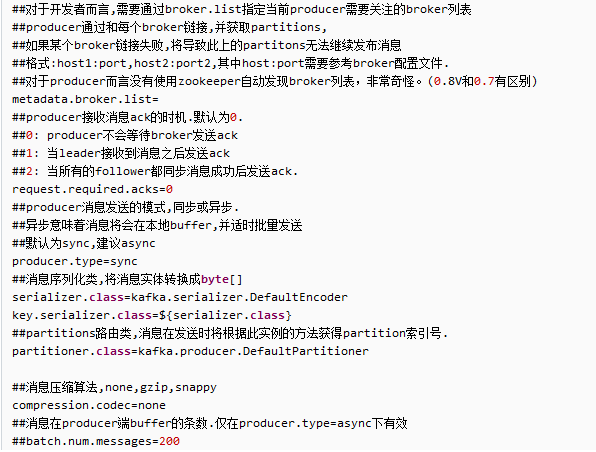 ##对于开发者而言,需要通过broker.list指定当前producer需要关注的broker列表
##producer通过和每个broker链接,并获取partitions,
##如果某个broker链接失败,将导致此上的partitons无法继续发布消息
##格式:host1:port,host2:port2,其中host:port需要参考broker配置文件.
##对于producer而言没有使用zookeeper自动发现broker列表，非常奇怪。(0.8V和0.7有区别)
metadata.broker.list=
##producer接收消息ack的时机.默认为0.
##0: producer不会等待broker发送ack
##1: 当leader接收到消息之后发送ack
##2: 当所有的follower都同步消息成功后发送ack.
request.required.acks=0
##producer消息发送的模式,同步或异步.
##异步意味着消息将会在本地buffer,并适时批量发送
##默认为sync,建议async
producer.type=sync
##消息序列化类,将消息实体转换成byte[]
serializer.class=kafka.serializer.DefaultEncoder
key.serializer.class=${serializer.class}
##partitions路由类,消息在发送时将根据此实例的方法获得partition索引号.
partitioner.class=kafka.producer.DefaultPartitioner
##消息压缩算法,none,gzip,snappy
compression.codec=none
##消息在producer端buffer的条数.仅在producer.type=async下有效
##batch.num.messages=200